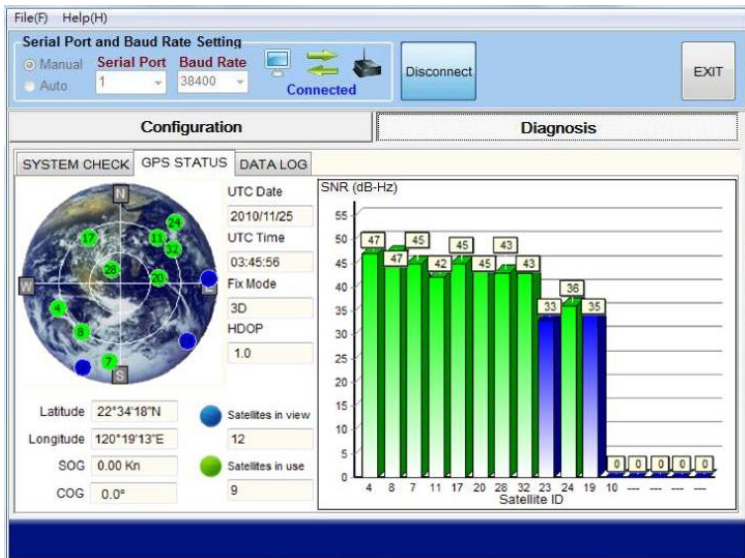 File(F) Help(H)
Serial Port and Baud Rate Setting
Manual Serial Port Baud Rate
Auto 1 38400
Connected
Disconnect
EXIT
Configuration
Diagnosis
SYSTEM CHECK GPS STATUS DATA LOG
N
24
17 11
32
28
20
W E
4
8
7
S
UTC Date
2010/11/25
UTC Time
03:45:56
Fix Mode
3D
HDOP
1.0
Latitude 22°34'18"N
Longitude 120°19'13"E
SOG 0.00 Kn
COG 0.0°
Satellites in view
12
Satellites in use
9
SNR (dB-Hz)
55
50
45
40
35
30
25
20
15
10
5
0
47 47 45 42 45 45 43 43 33 36 35 0 0 0 0 0
4 8 7 11 17 20 28 32 23 24 19 10 --- --- --- ---
Satellite ID